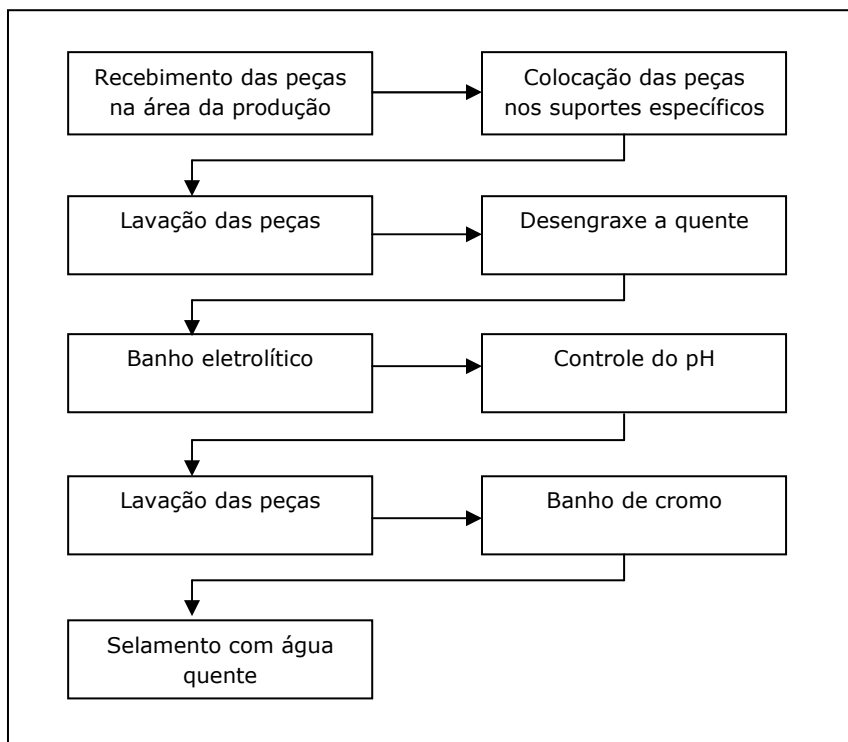 Recebimento das peças
na área da produção
Colocação das peças
nos suportes específicos
Lavação das peças
Desengraxe a quente
Banho eletrolítico
Controle do pH
Lavação das peças
Banho de cromo
Selamento com água
quente